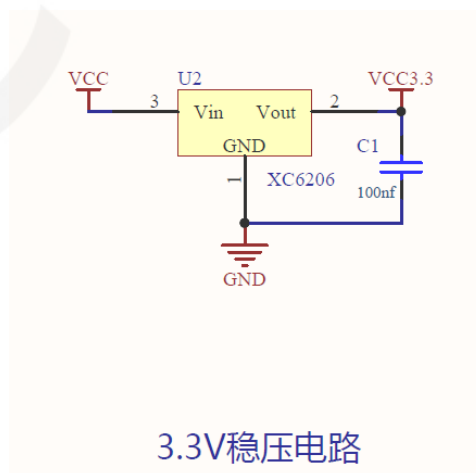 VCC U2 VCC3.3
3 Vin Vout 2
GND C1
1 XC6206 100nf
GND
3.3V稳压电路